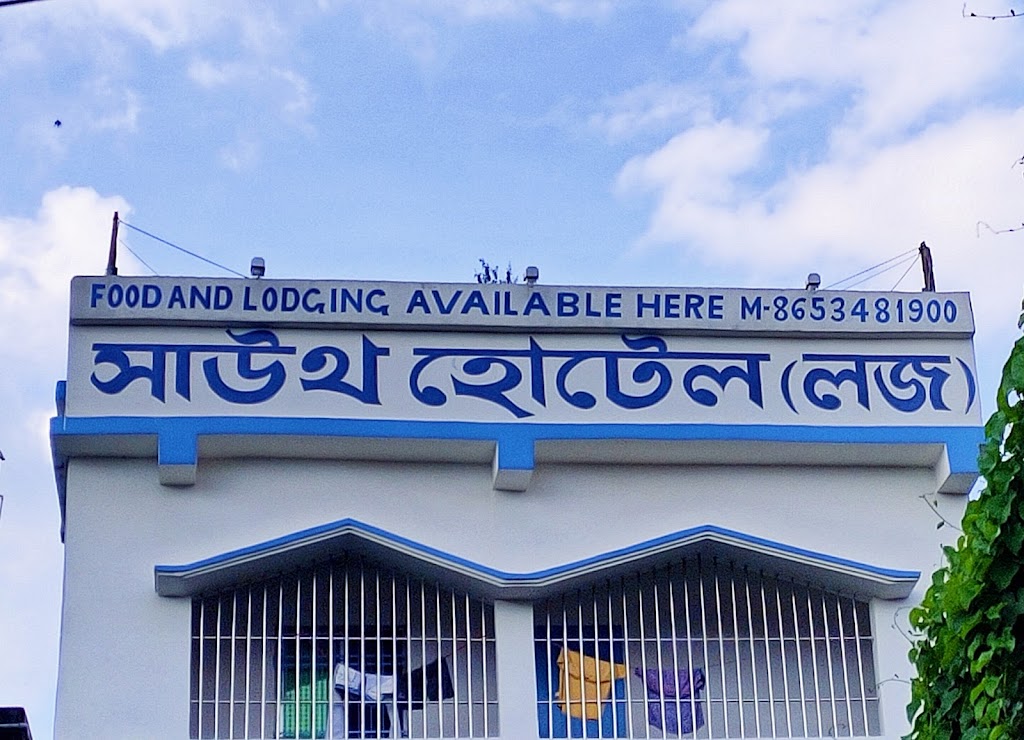 FOOD AND LODGING AVAILABLE HERE M-8653481900
সাউথ হোটেল (লজ)